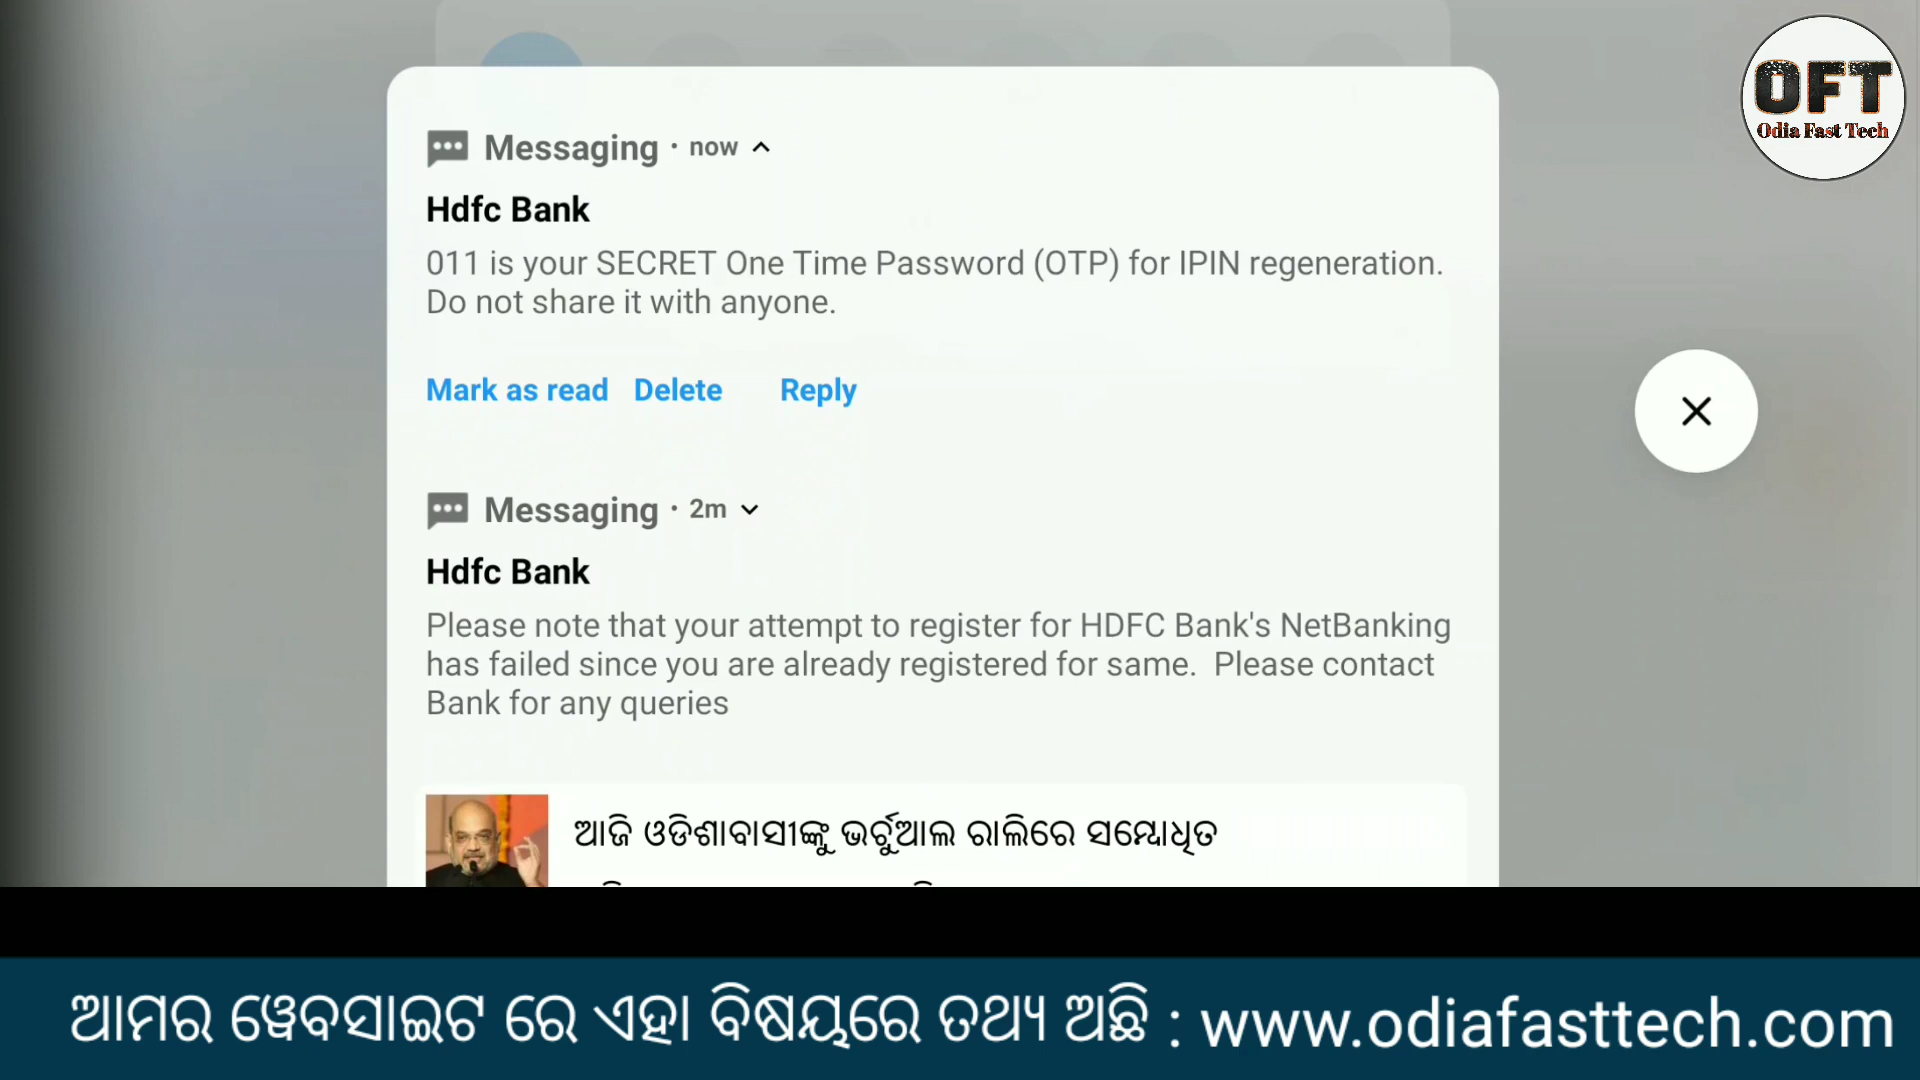 OFT
Odia Fast Tech
Messaging · now
Hdfc Bank
011 is your SECRET One Time Password (OTP) for IPIN regeneration.
Do not share it with anyone.
Mark as read Delete Reply
Messaging · 2m
Hdfc Bank
Please note that your attempt to register for HDFC Bank's NetBanking
has failed since you are already registered for same. Please contact
Bank for any queries
ଆଜି ଓଡିଶାବାସୀଙ୍କୁ ଭର୍ଚୁଆଲ ରାଲିରେ ସମ୍ବୋଧିତ
ଆମର ୱେବସାଇଟ ରେ ଏହା ବିଷୟରେ ତଥ୍ୟ ଅଛି : www.odiafasttech.com